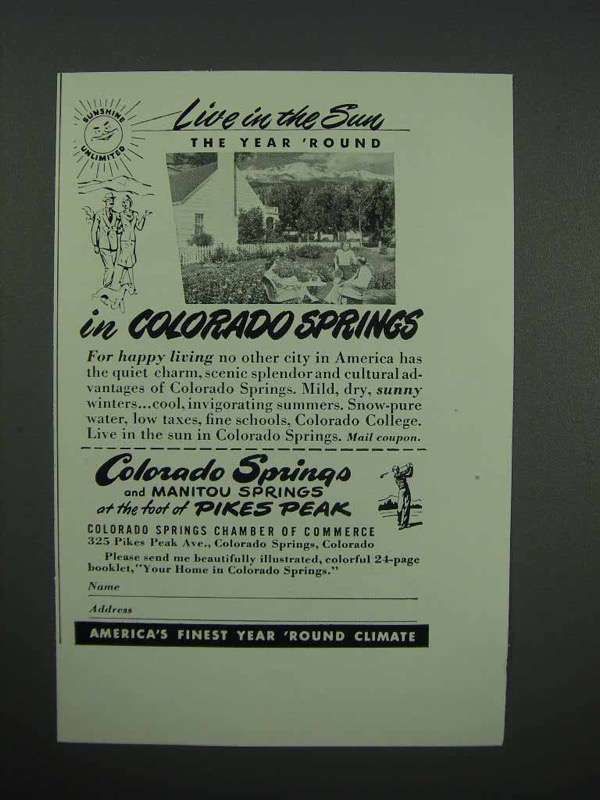 SUNSHINE
UNLIMITED
Live in the Sun
THE YEAR 'ROUND
in COLORADO SPRINGS
For happy living no other city in America has
the quiet charm, scenic splendor and cultural ad-
vantages of Colorado Springs. Mild, dry, sunny
winters...cool, invigorating summers. Snow-pure
water, low taxes, fine schools, Colorado College.
Live in the sun in Colorado Springs. Mail coupon.
Colorado Springs
and MANITOU SPRINGS
at the foot of PIKES PEAK
COLORADO SPRINGS CHAMBER OF COMMERCE
325 Pikes Peak Ave., Colorado Springs, Colorado
Please send me beautifully illustrated, colorful 24-page
booklet, "Your Home in Colorado Springs."
Name
Address
AMERICA'S FINEST YEAR 'ROUND CLIMATE